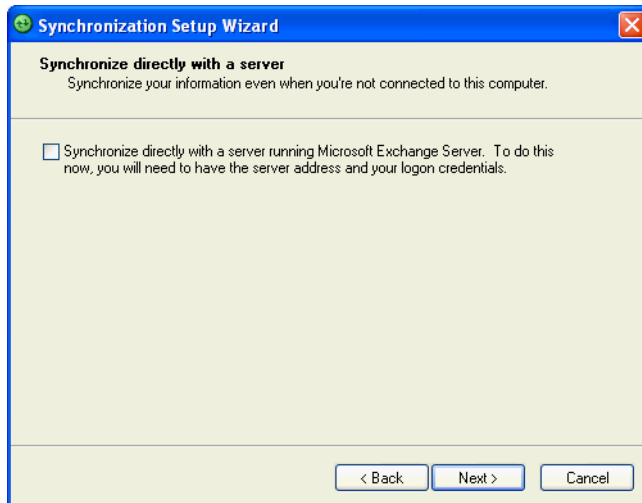 Synchronization Setup Wizard
Synchronize directly with a server
Synchronize your information even when you're not connected to this computer.
Synchronize directly with a server running Microsoft Exchange Server.  To do this
now, you will need to have the server address and your logon credentials.
< Back Next > Cancel